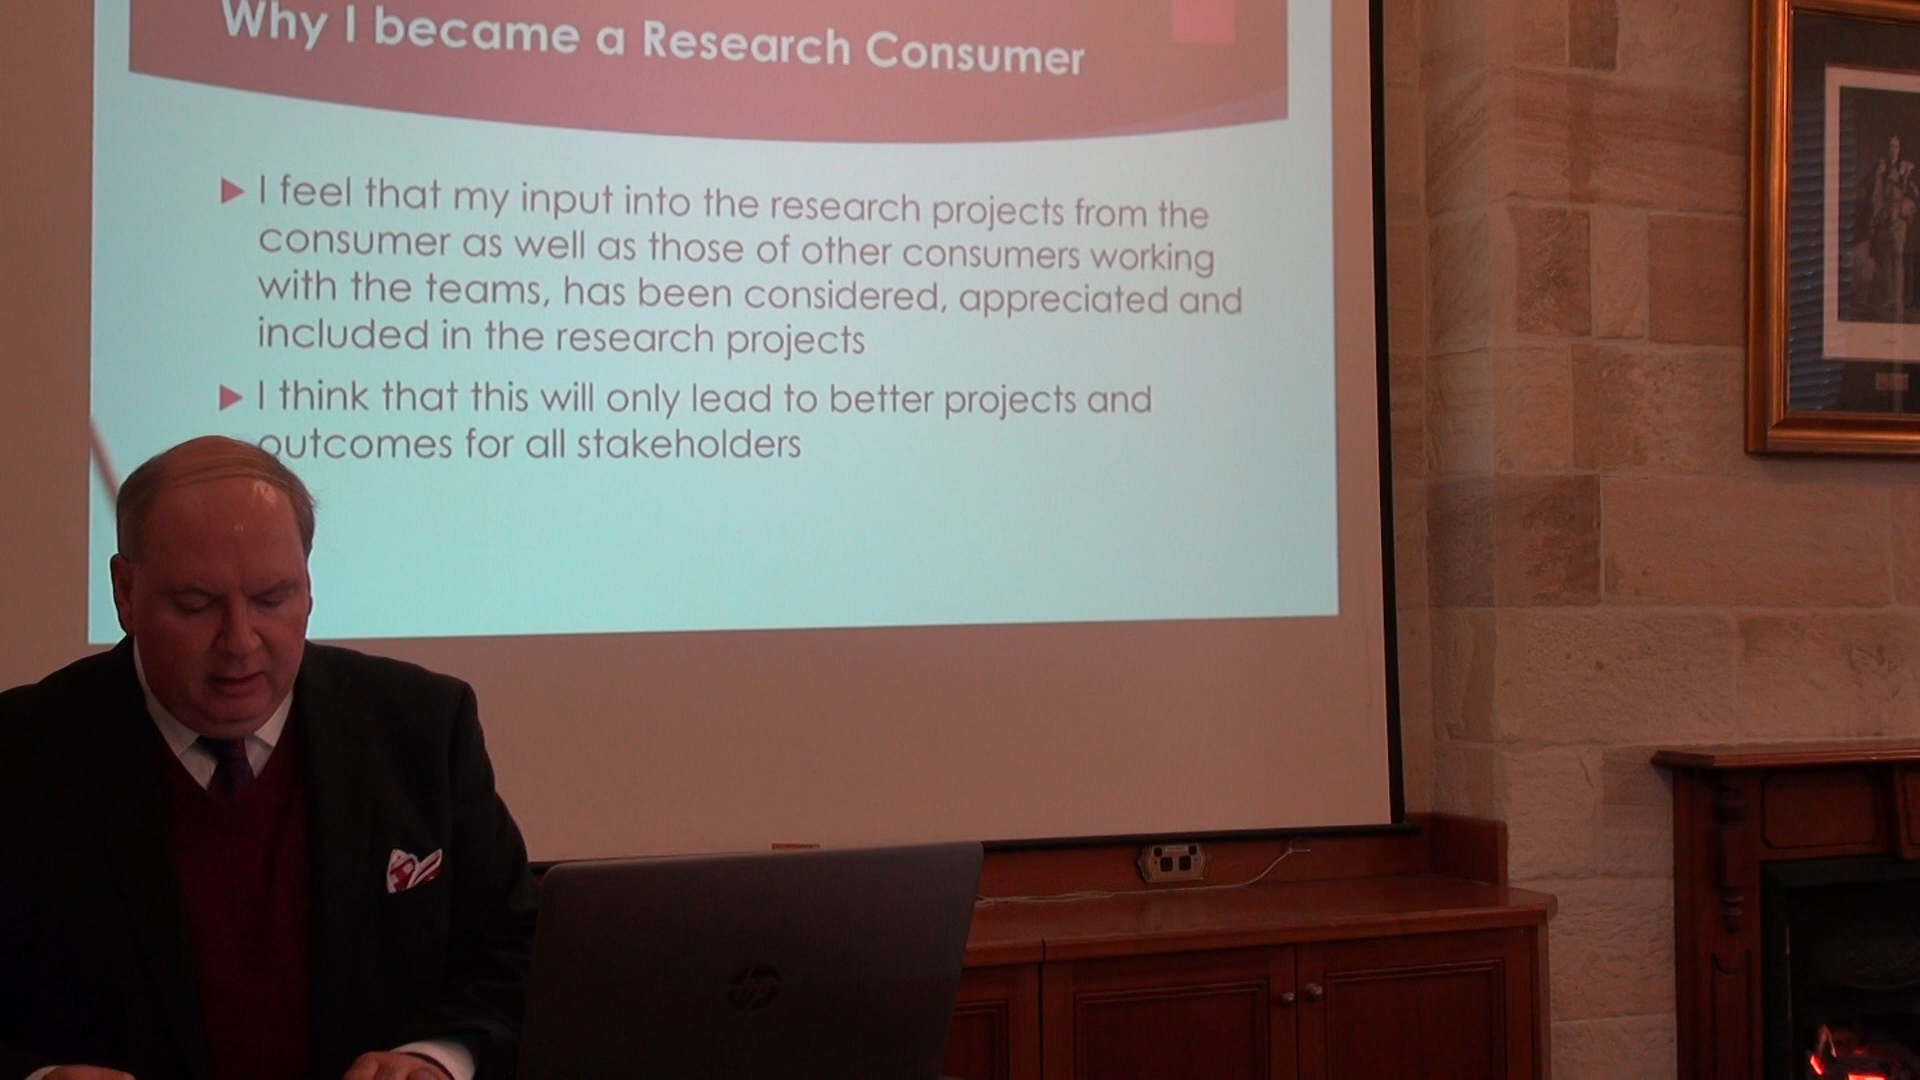 Why I became a Research Consumer
I feel that my input into the research projects from the
consumer as well as those of other consumers working
with the teams, has been considered, appreciated and
included in the research projects
I think that this will only lead to better projects and
outcomes for all stakeholders
hp